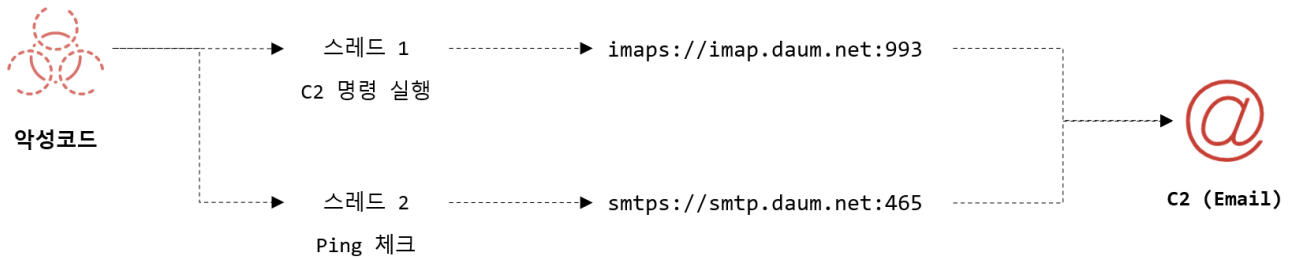 스레드 1
imaps://imap.daum.net:993
C2 명령 실행
악성코드
스레드 2
smtps://smtp.daum.net:465
C2 (Email)
Ping 체크